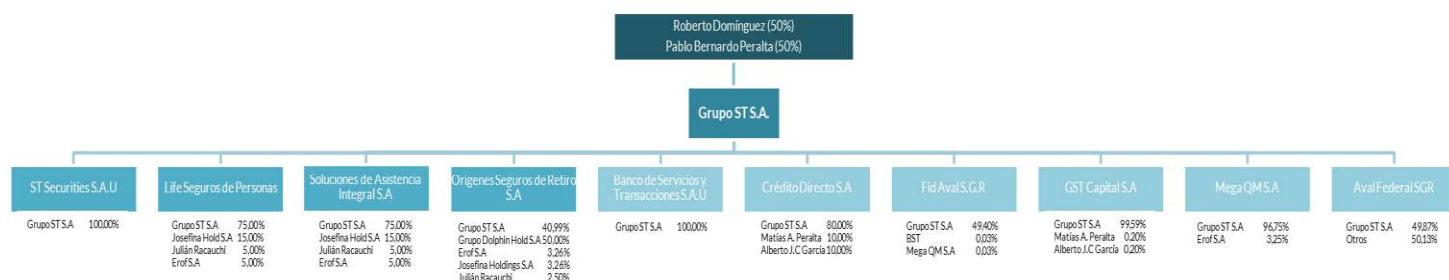 Roberto Domínguez (50%)
Pablo Bernardo Peralta (50%)
Grupo ST S.A.
ST Securities S.A.U
Grupo ST S.A 100,00%
Life Seguros de Personas
Grupo ST S.A 75,00%
Josefina Hold S.A 15,00%
Julián Racauchi 5,00%
Erof S.A 5,00%
Soluciones de Asistencia
Integral S.A
Grupo ST S.A 75,00%
Josefina Hold S.A 15,00%
Julián Racauchi 5,00%
Erof S.A 5,00%
Orígenes Seguros de Retiro
S.A
Grupo ST S.A 40,99%
Grupo Dolphin Hold S.A 50,00%
Erof S.A 3,26%
Josefina Holdings S.A 3,26%
Julián Racauchi 2,50%
Banco de Servicios y
Transacciones S.A.U
Grupo ST S.A 100,00%
Crédito Directo S.A
Grupo ST S.A 80,00%
Matías A. Peralta 10,00%
Alberto J.C García 10,00%
Fid Aval S.G.R
Grupo ST S.A 49,40%
BST 0,03%
Mega QM S.A 0,03%
GST Capital S.A
Grupo ST S.A 99,59%
Matías A. Peralta 0,20%
Alberto J.C García 0,20%
Mega QM S.A
Grupo ST S.A 96,75%
Erof S.A 3,25%
Aval Federal SGR
Grupo ST S.A 49,87%
Otros 50,13%